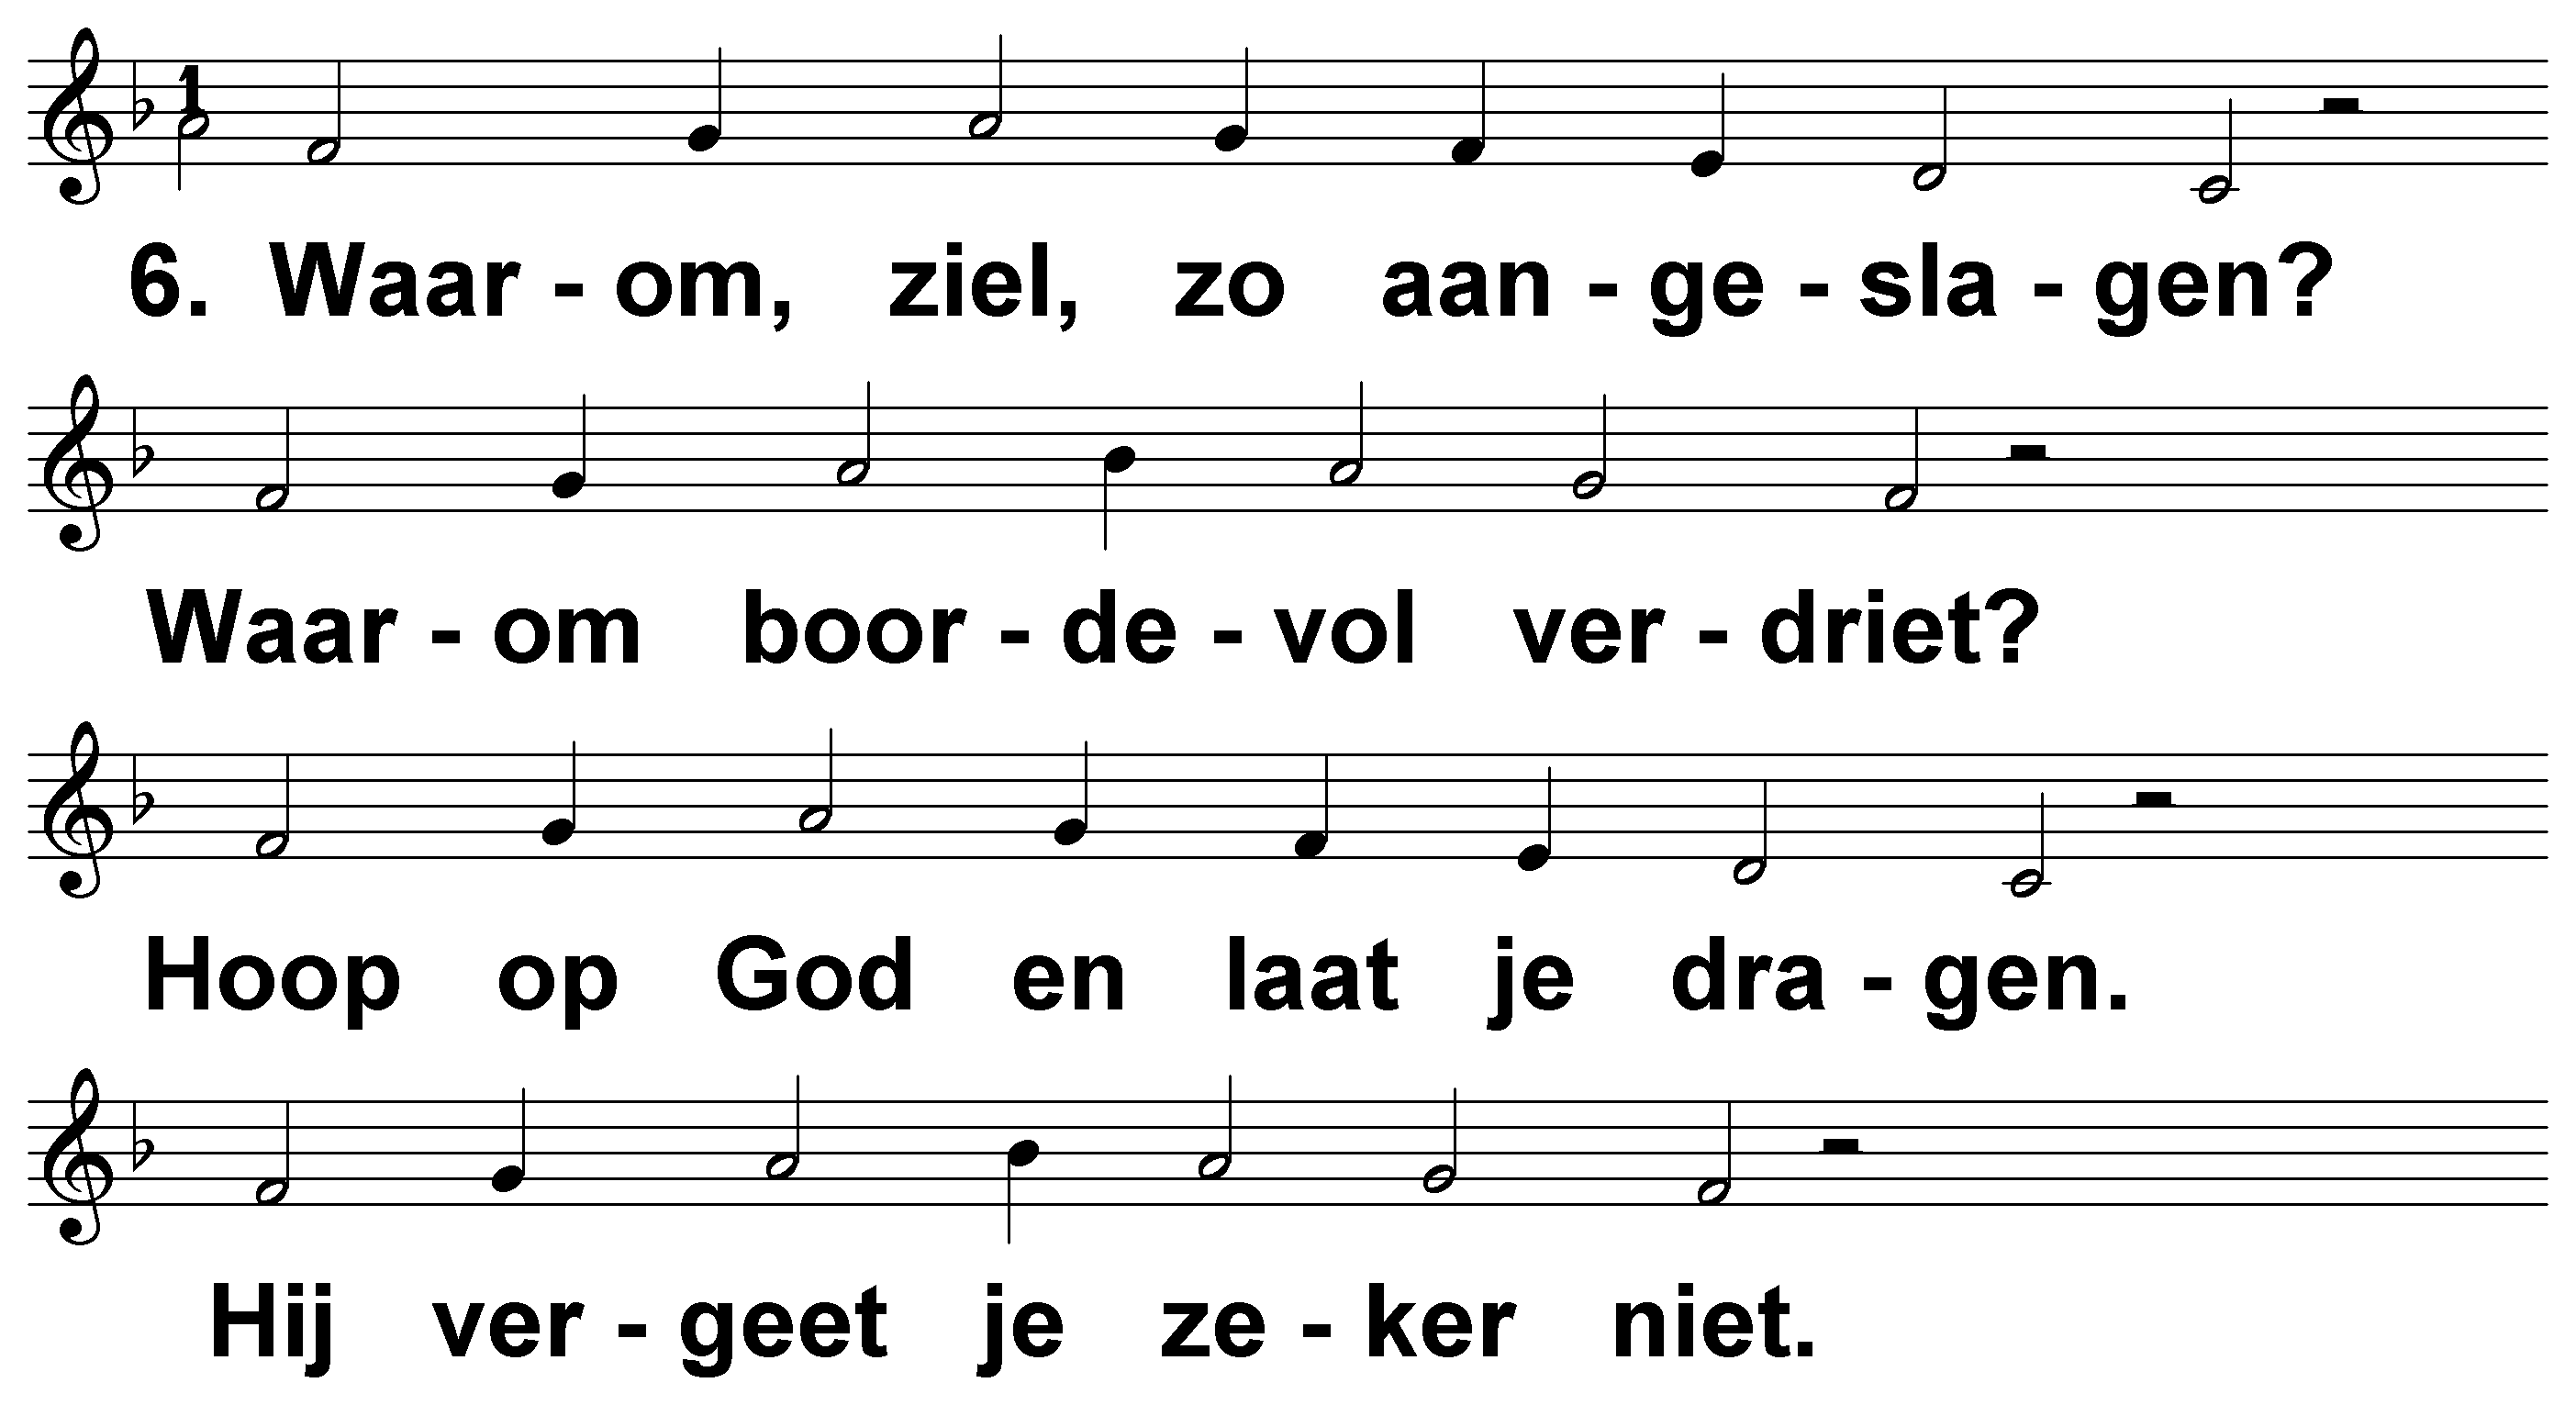 1
6. Waar - om, ziel, zo aan - ge - sla - gen?
Waar - om boor - de - vol ver - driet?
Hoop op God en laat je dra - gen.
Hij ver - geet je ze - ker niet.